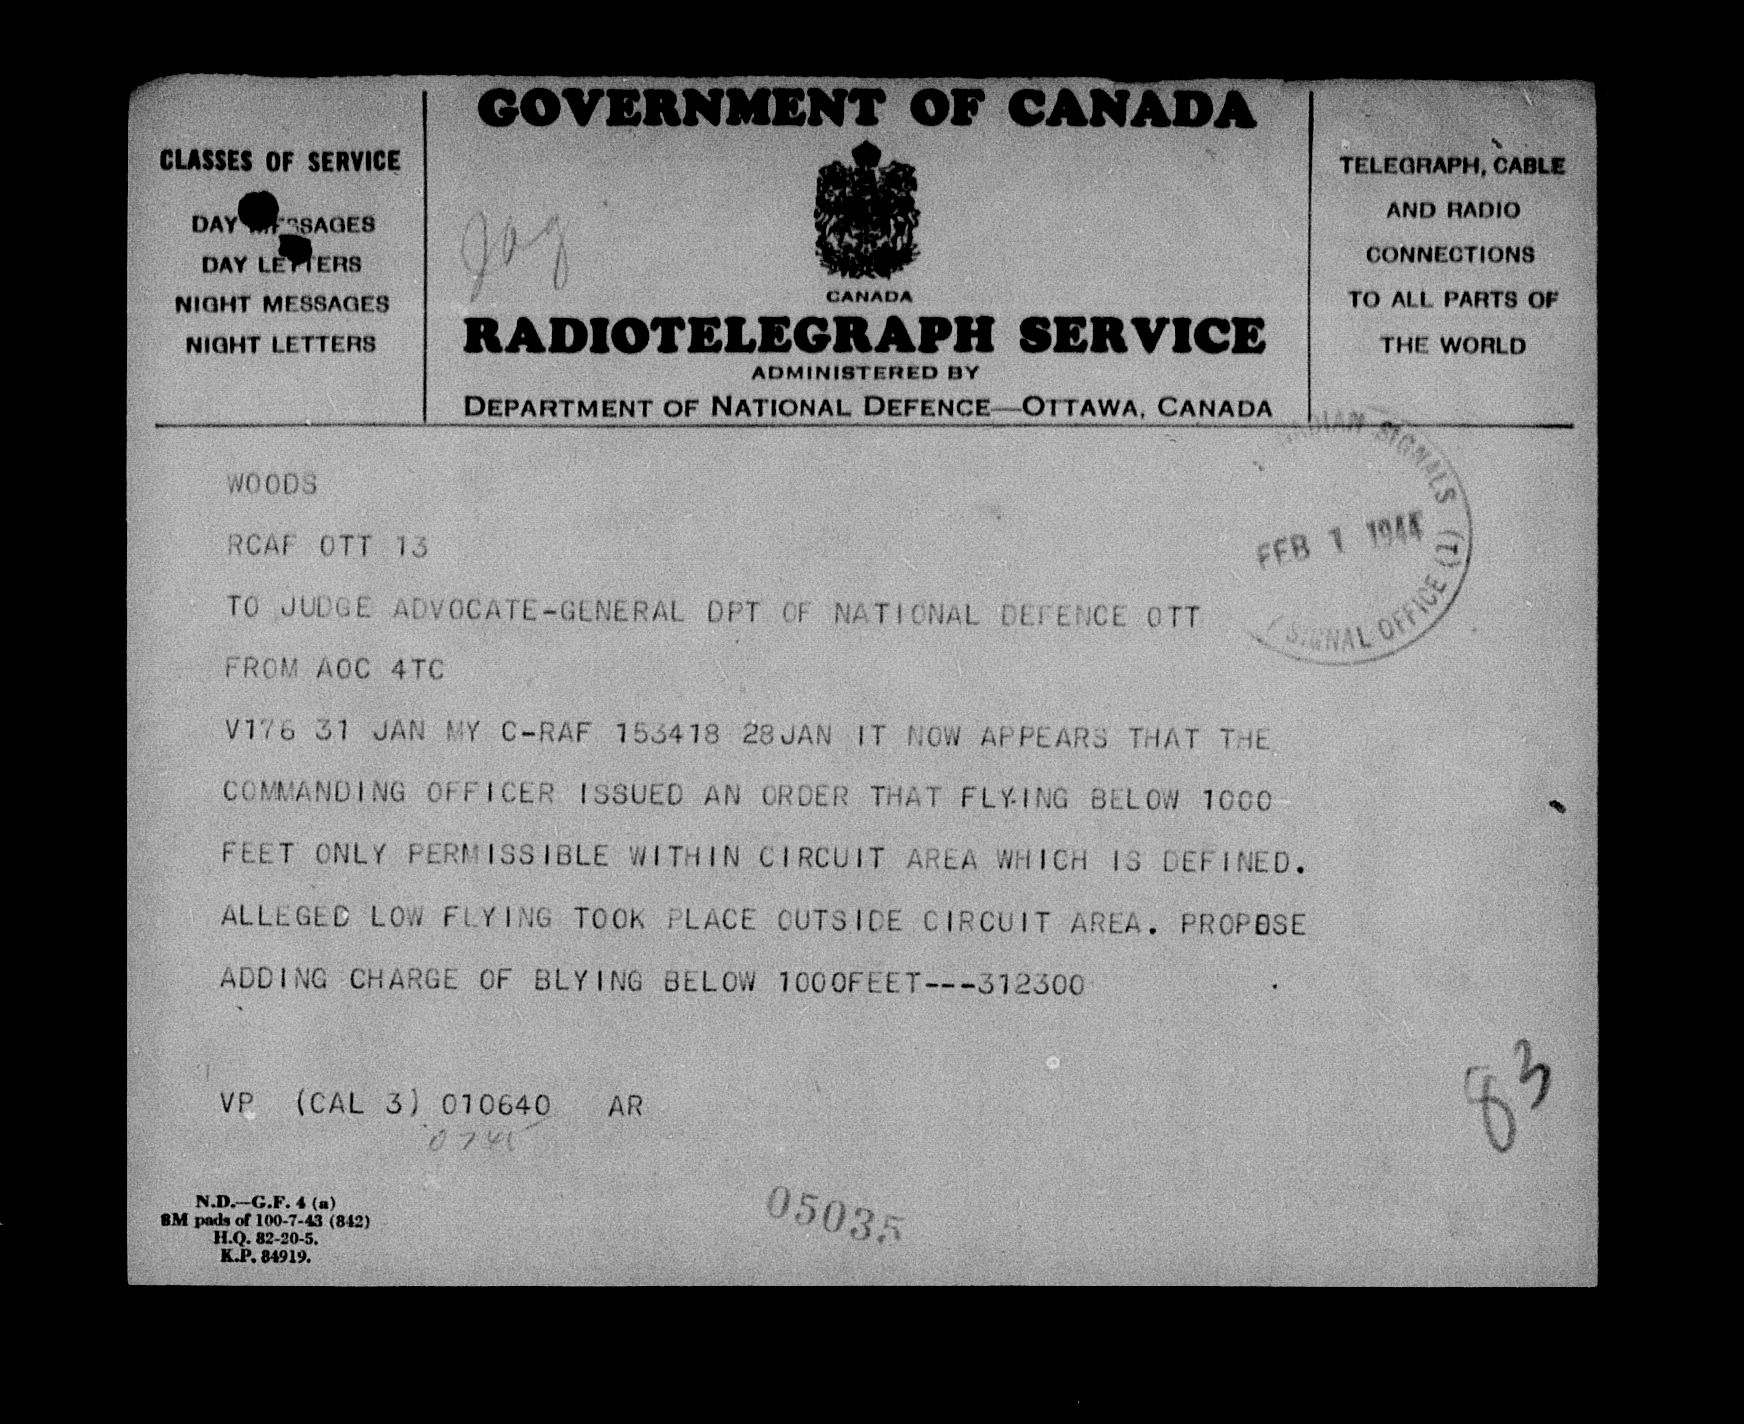 GOVERNMENT OF CANADA
CLASSES OF SERVICE
DAY MESSAGES
DAY LETTERS
NIGHT MESSAGES
NIGHT LETTERS
Jag
CANADA
RADIOTELEGRAPH SERVICE
ADMINISTERED BY
DEPARTMENT OF NATIONAL DEFENCE—OTTAWA, CANADA
TELEGRAPH, CABLE
AND RADIO
CONNECTIONS
TO ALL PARTS OF
THE WORLD
SIGNALS
FEB 1 1944
SIGNAL OFFICE (1)
WOODS
RCAF OTT 13
TO JUDGE ADVOCATE-GENERAL DPT OF NATIONAL DEFENCE OTT
FROM AOC 4TC
V176 31 JAN MY C-RAF 153418 28JAN IT NOW APPEARS THAT THE
COMMANDING OFFICER ISSUED AN ORDER THAT FLYING BELOW 1000
FEET ONLY PERMISSIBLE WITHIN CIRCUIT AREA WHICH IS DEFINED.
ALLEGED LOW FLYING TOOK PLACE OUTSIDE CIRCUIT AREA. PROPOSE
ADDING CHARGE OF BLYING BELOW 1000FEET---312300
VP (CAL 3) 010640 AR
0745
83
05035
N.D.—G.F. 4 (a)
8M pads of 100-7-43 (842)
H.Q. 82-20-5.
K.P. 84919.